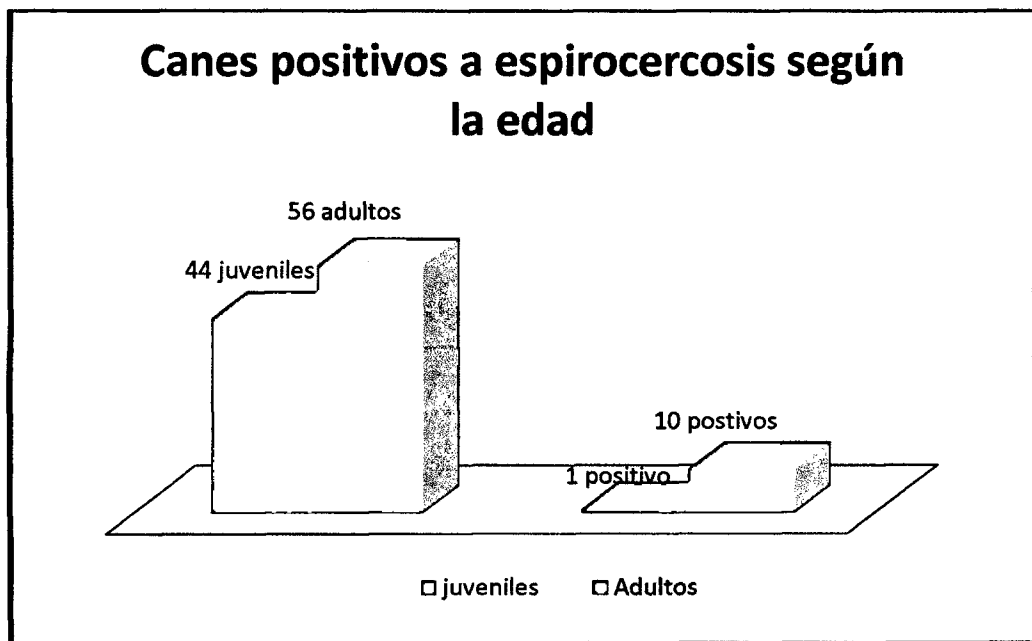 Canes positivos a espirocercosis según
la edad
56 adultos
44 juveniles
10 postivos
1 positivo
juveniles Adultos